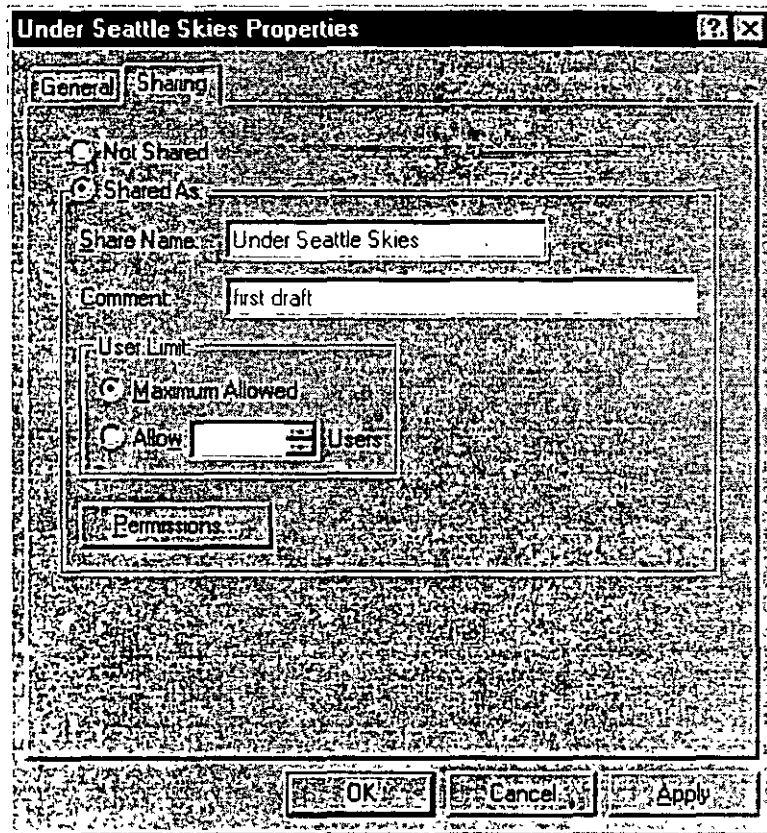 Under Seattle Skies Properties
General Sharing
Not Shared
Shared As:
Share Name: Under Seattle Skies
Comment: first draft
User Limit
Maximum Allowed
Allow Users
Permissions...
OK Cancel Apply